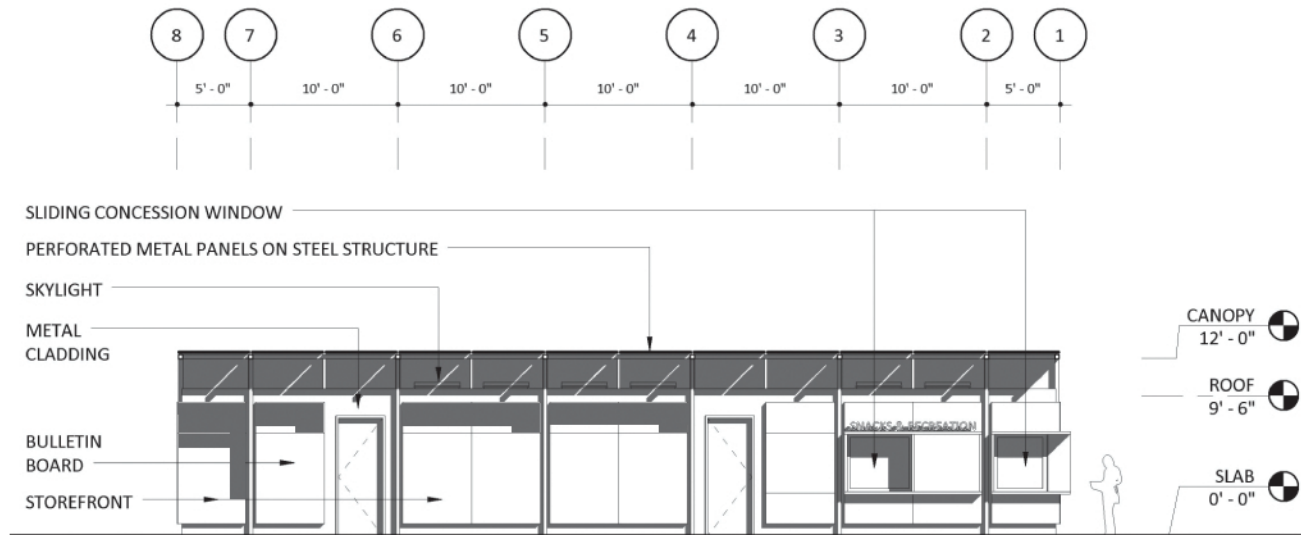 8 7 6 5 4 3 2 1
5' - 0" 10' - 0" 10' - 0" 10' - 0" 10' - 0" 10' - 0" 5' - 0"
SLIDING CONCESSION WINDOW
PERFORATED METAL PANELS ON STEEL STRUCTURE
SKYLIGHT
METAL
CLADDING
BULLETIN
BOARD
STOREFRONT
SNACKS & RECREATION
CANOPY
12' - 0"
ROOF
9' - 6"
SLAB
0' - 0"